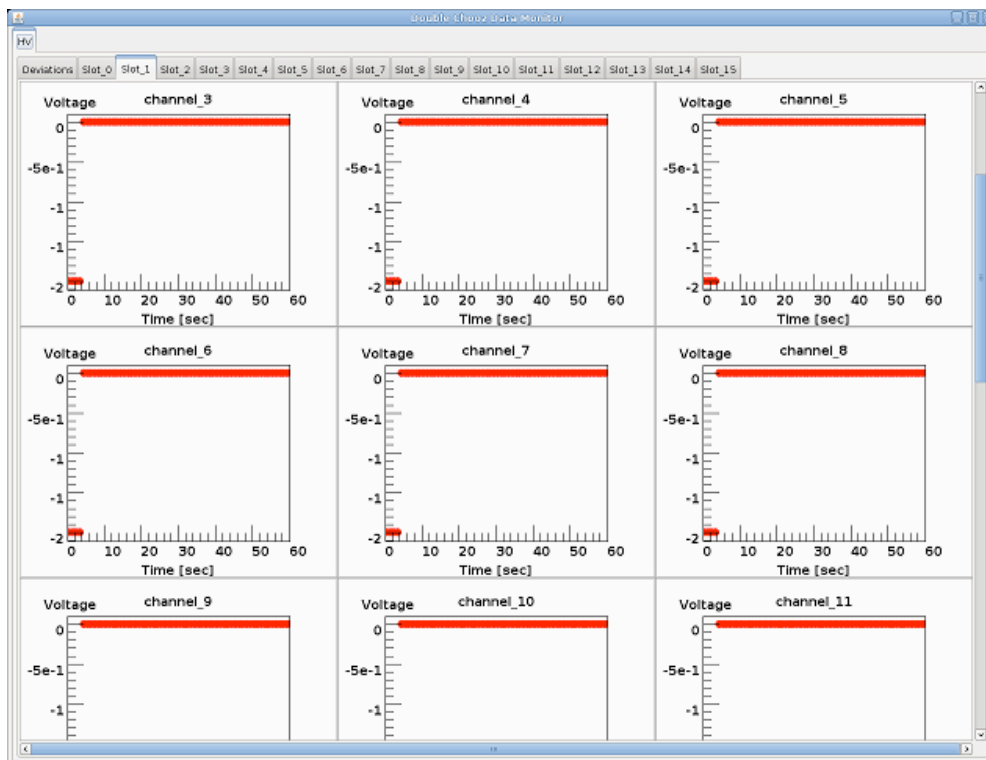 Double Chooz Data Monitor
HV
Deviations Slot_0 Slot_1 Slot_2 Slot_3 Slot_4 Slot_5 Slot_6 Slot_7 Slot_8 Slot_9 Slot_10 Slot_11 Slot_12 Slot_13 Slot_14 Slot_15
Voltage channel_3
0
-5e-1
-1
-1
-2
0 10 20 30 40 50 60
Time [sec]
Voltage channel_4
0
-5e-1
-1
-1
-2
0 10 20 30 40 50 60
Time [sec]
Voltage channel_5
0
-5e-1
-1
-1
-2
0 10 20 30 40 50 60
Time [sec]
Voltage channel_6
0
-5e-1
-1
-1
-2
0 10 20 30 40 50 60
Time [sec]
Voltage channel_7
0
-5e-1
-1
-1
-2
0 10 20 30 40 50 60
Time [sec]
Voltage channel_8
0
-5e-1
-1
-1
-2
0 10 20 30 40 50 60
Time [sec]
Voltage channel_9
0
-5e-1
-1
Voltage channel_10
0
-5e-1
-1
Voltage channel_11
0
-5e-1
-1